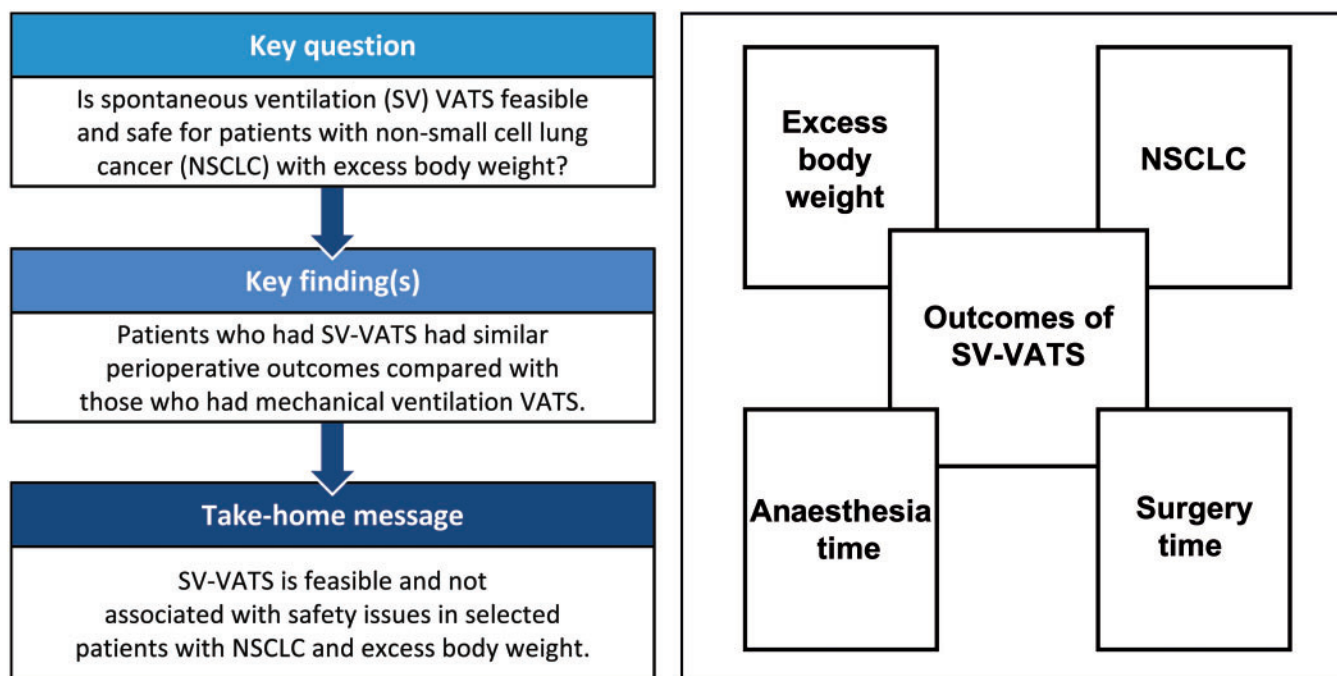 Key question
Is spontaneous ventilation (SV) VATS feasible
and safe for patients with non-small cell lung
cancer (NSCLC) with excess body weight?
Key finding(s)
Patients who had SV-VATS had similar
perioperative outcomes compared with
those who had mechanical ventilation VATS.
Take-home message
SV-VATS is feasible and not
associated with safety issues in selected
patients with NSCLC and excess body weight.
Excess
body
weight
NSCLC
Outcomes of
SV-VATS
Anaesthesia
time
Surgery
time